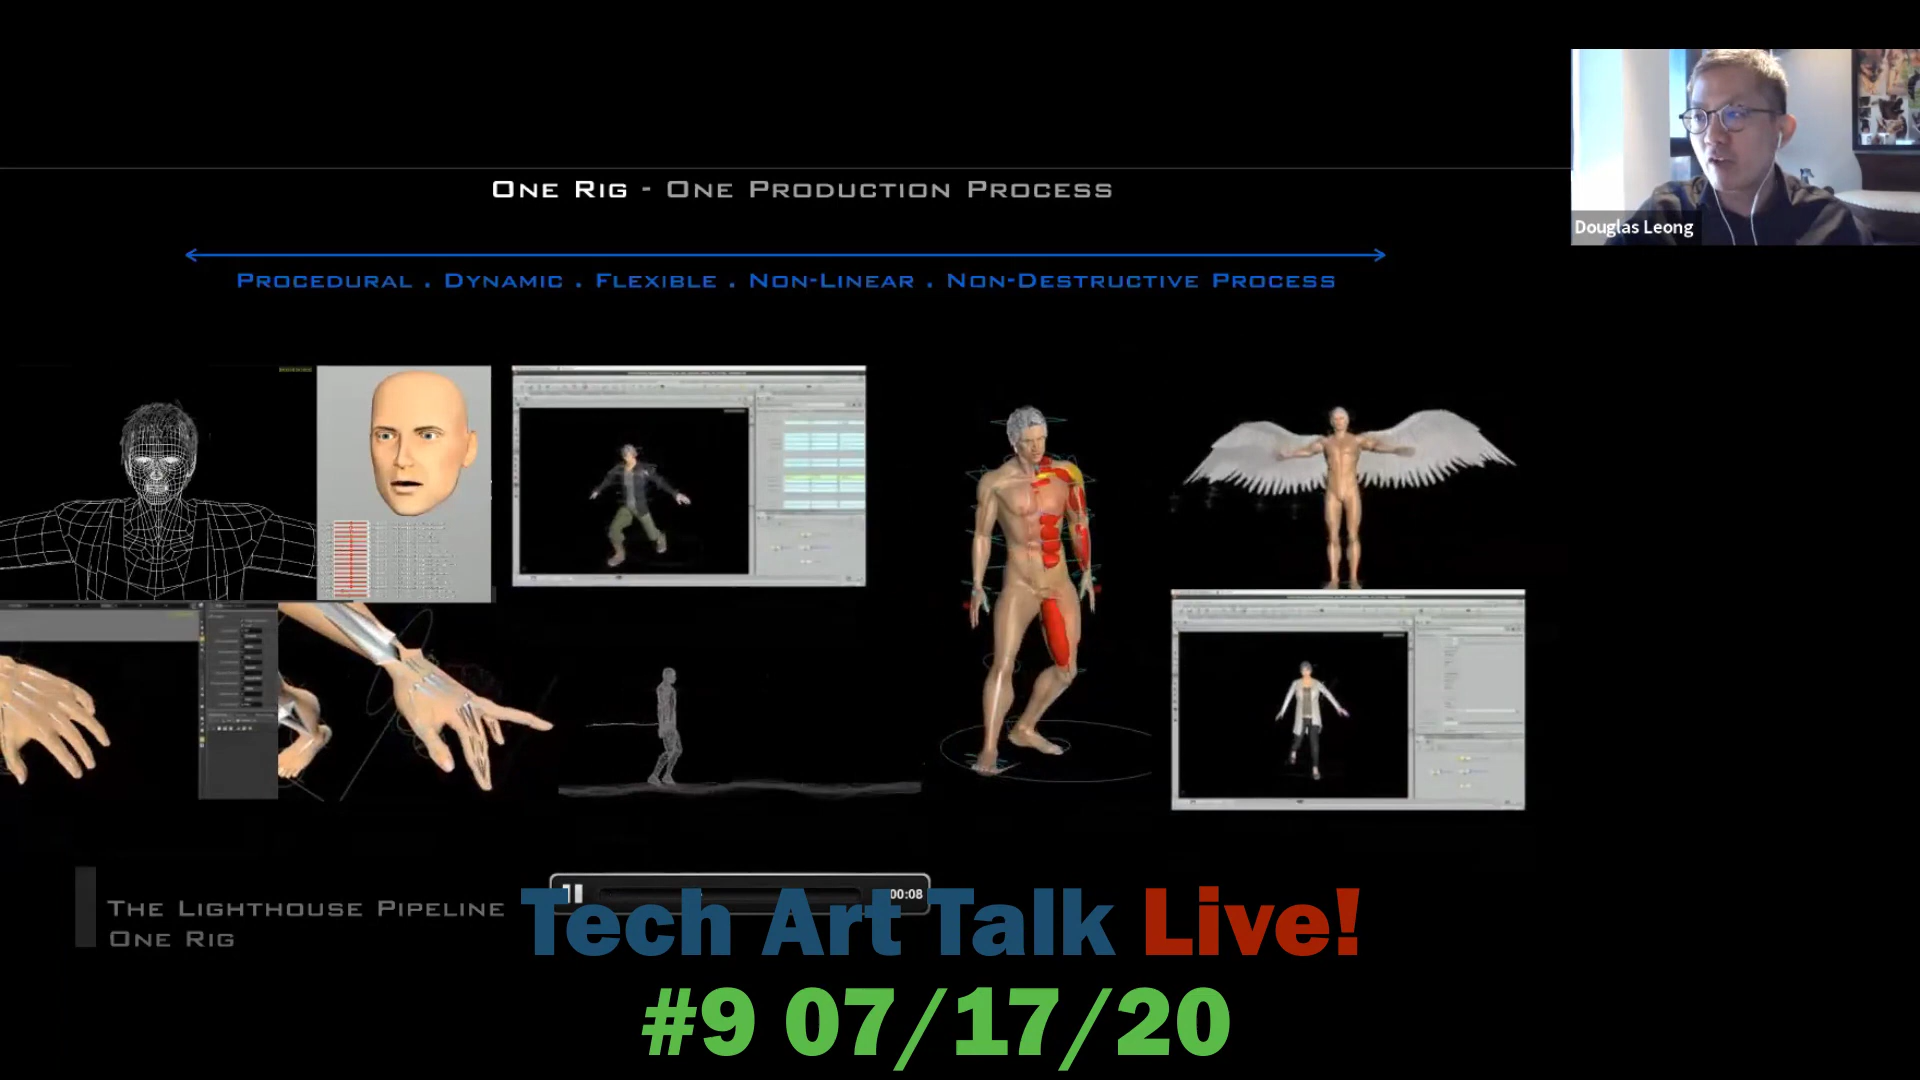 One Rig - One Production Process
Douglas Leong
Procedural . Dynamic . Flexible . Non-Linear . Non-Destructive Process
The Lighthouse Pipeline
One Rig
00:08
Tech Art Talk Live!
#9 07/17/20